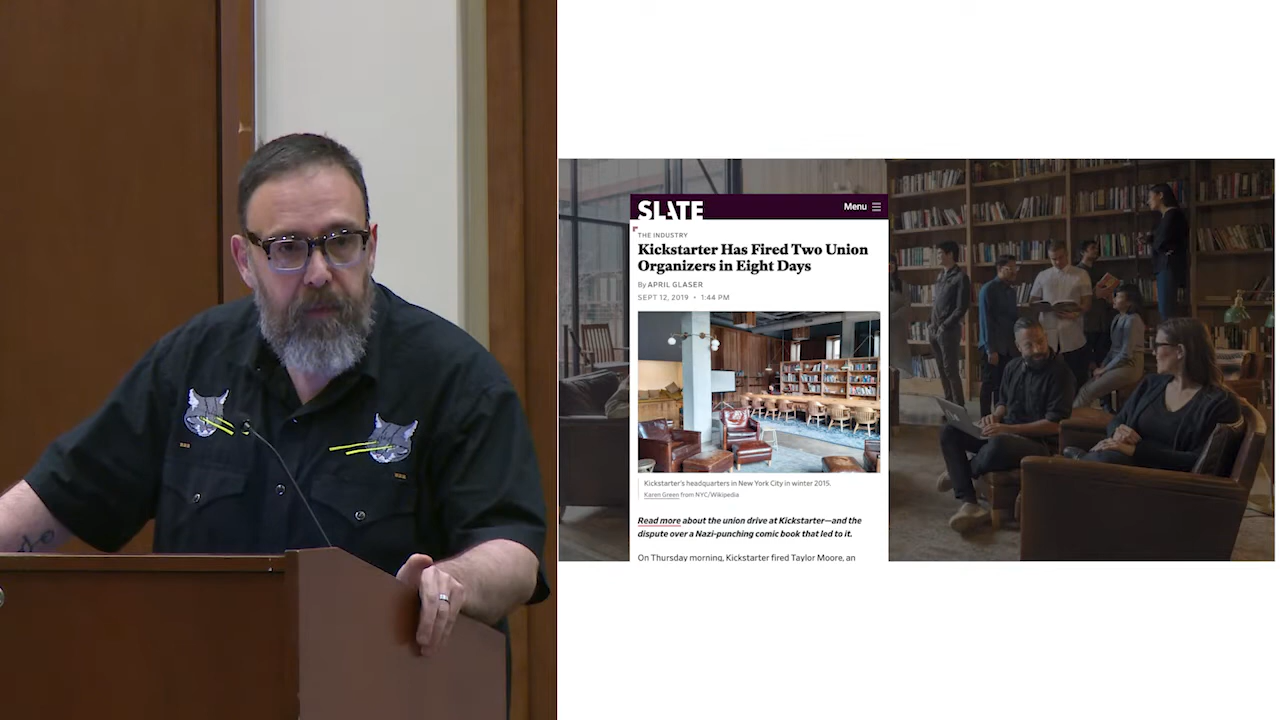 SLATE
Menu
THE INDUSTRY
Kickstarter Has Fired Two Union
Organizers in Eight Days
By APRIL GLASER
SEPT 12, 2019 • 1:44 PM
Kickstarter's headquarters in New York City in winter 2015.
Karen Green from NYC/Wikipedia
Read more about the union drive at Kickstarter—and the
dispute over a Nazi-punching comic book that led to it.
On Thursday morning, Kickstarter fired Taylor Moore, an